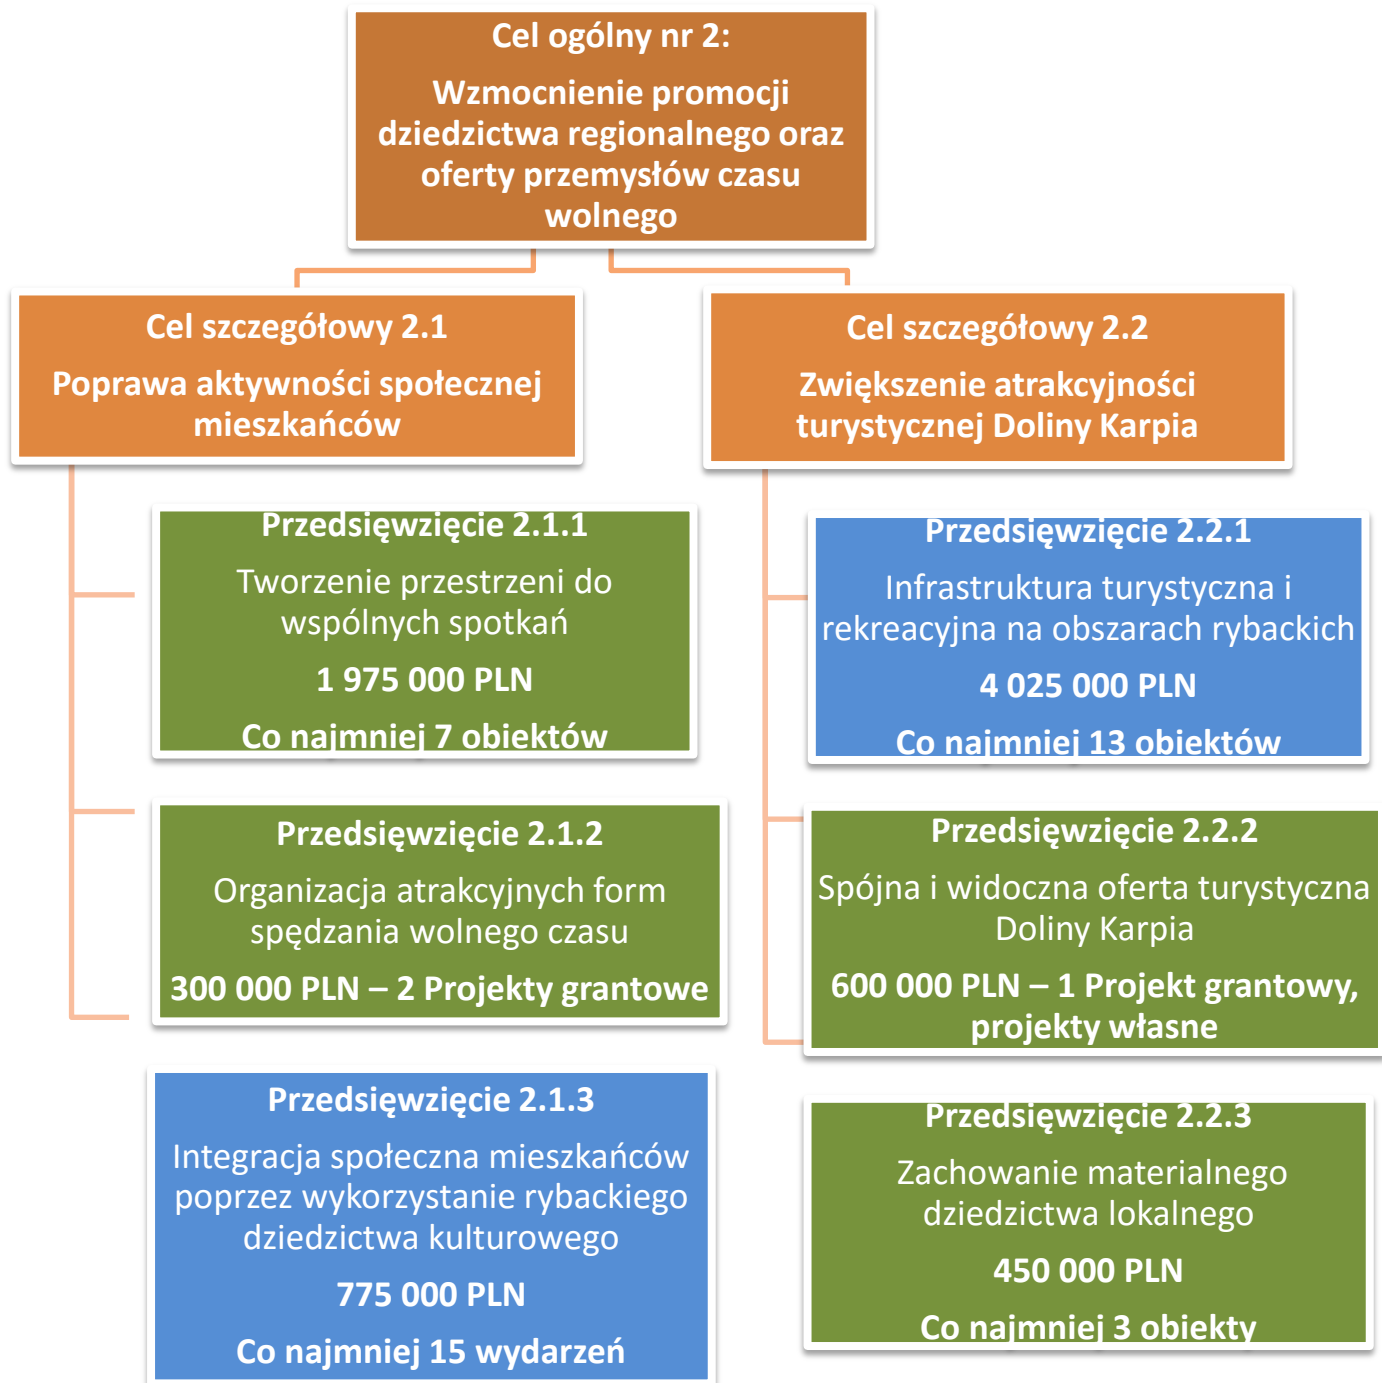 Cel ogólny nr 2:
Wzmocnienie promocji
dziedzictwa regionalnego oraz
oferty przemysłów czasu
wolnego
Cel szczegółowy 2.1
Poprawa aktywności społecznej
mieszkańców
Przedsięwzięcie 2.1.1
Tworzenie przestrzeni do
wspólnych spotkań
1 975 000 PLN
Co najmniej 7 obiektów
Przedsięwzięcie 2.1.2
Organizacja atrakcyjnych form
spędzania wolnego czasu
300 000 PLN – 2 Projekty grantowe
Przedsięwzięcie 2.1.3
Integracja społeczna mieszkańców
poprzez wykorzystanie rybackiego
dziedzictwa kulturowego
775 000 PLN
Co najmniej 15 wydarzeń
Cel szczegółowy 2.2
Zwiększenie atrakcyjności
turystycznej Doliny Karpia
Przedsięwzięcie 2.2.1
Infrastruktura turystyczna i
rekreacyjna na obszarach rybackich
4 025 000 PLN
Co najmniej 13 obiektów
Przedsięwzięcie 2.2.2
Spójna i widoczna oferta turystyczna
Doliny Karpia
600 000 PLN – 1 Projekt grantowy,
projekty własne
Przedsięwzięcie 2.2.3
Zachowanie materialnego
dziedzictwa lokalnego
450 000 PLN
Co najmniej 3 obiekty